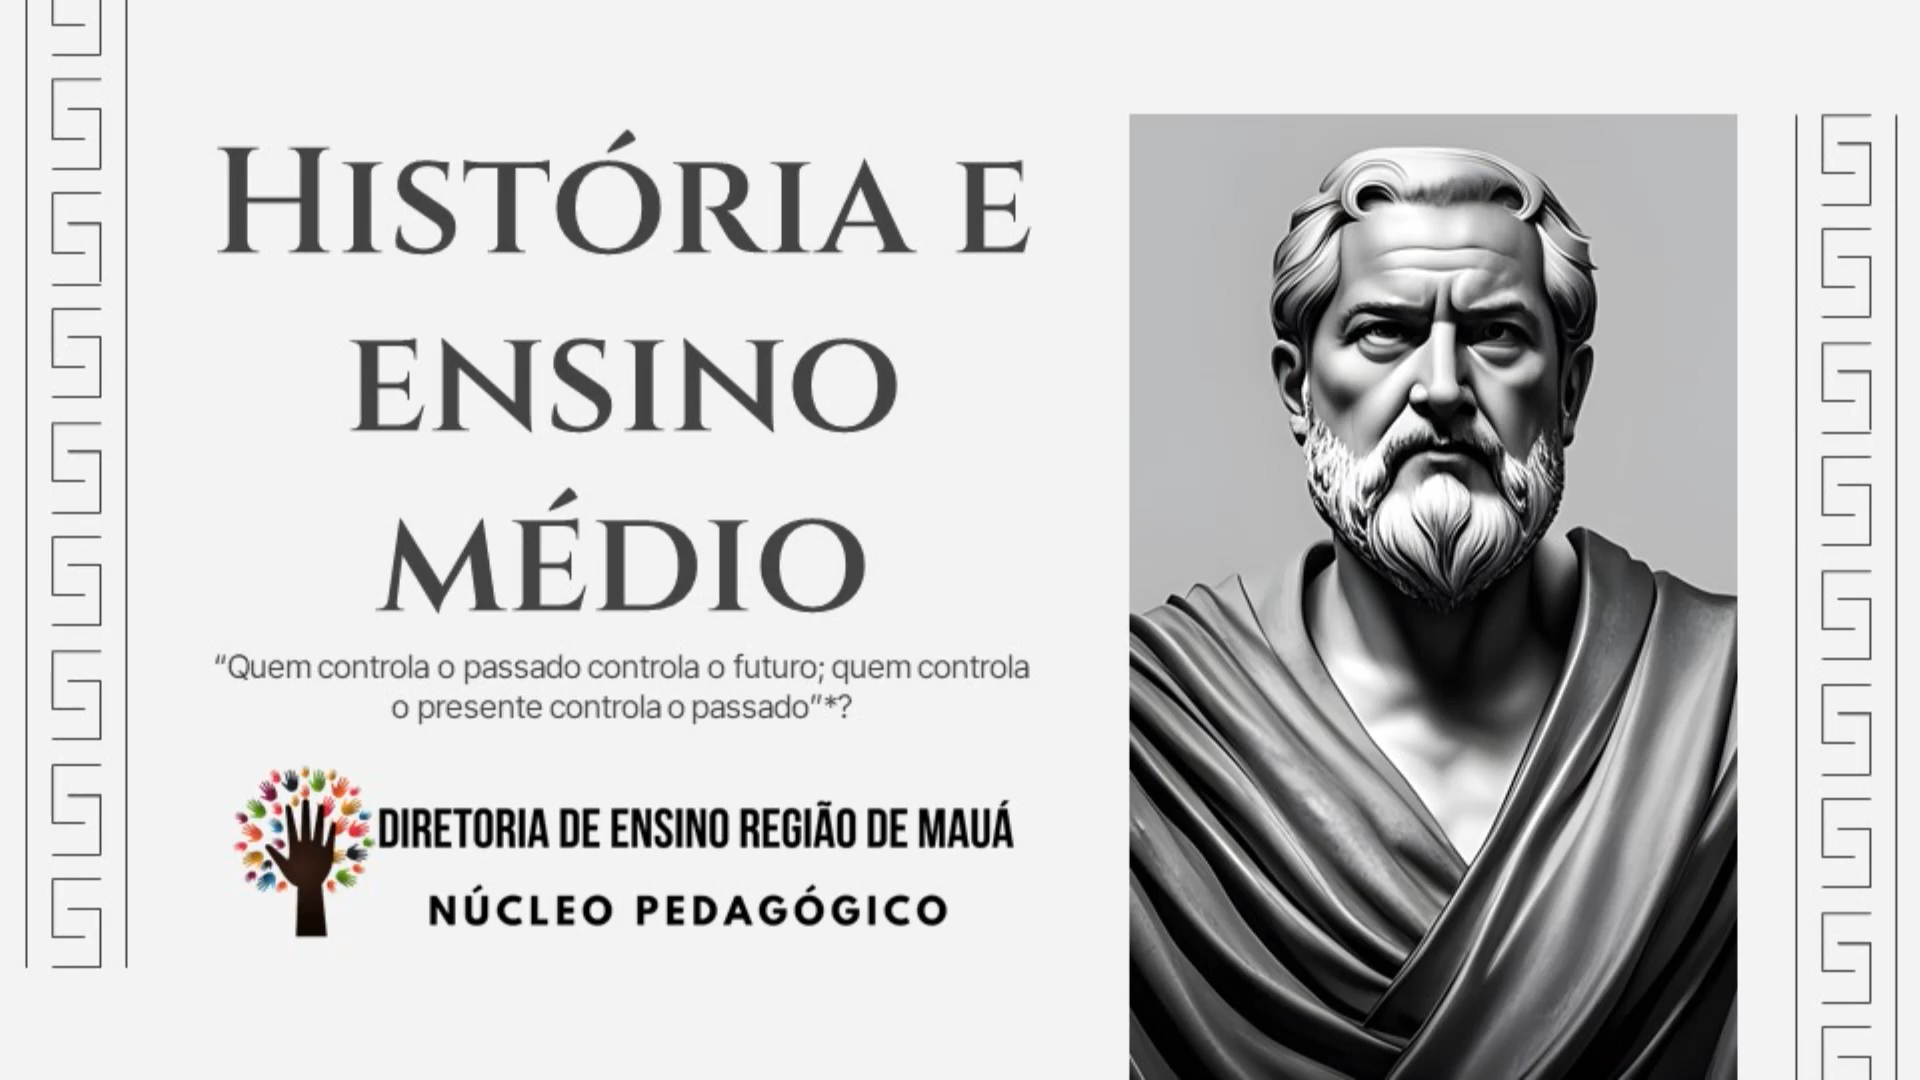 História e
ensino
médio
“Quem controla o passado controla o futuro; quem controla
o presente controla o passado”*?
DIRETORIA DE ENSINO REGIÃO DE MAUÁ
NÚCLEO PEDAGÓGICO